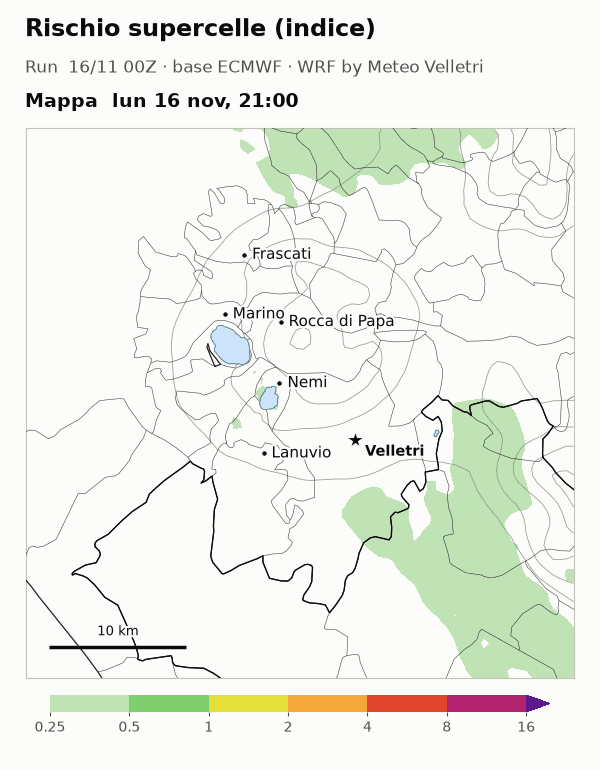 Rischio supercelle (indice)
Run  16/11 00Z · base ECMWF · WRF by Meteo Velletri
Mappa  lun 16 nov, 21:00
Frascati
Marino
Rocca di Papa
Nemi
Velletri
Lanuvio
10 km
0.25 0.5 1 2 4 8 16